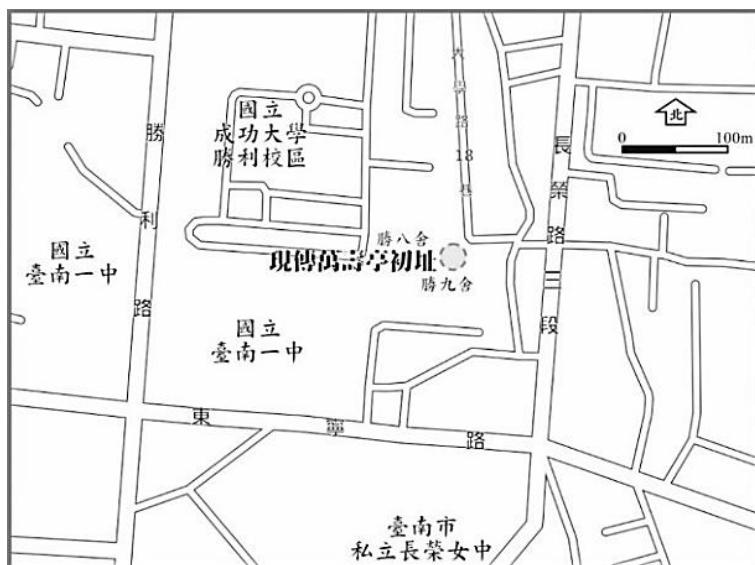 國立
成功大學
勝利校區
大學路18巷
北
0 100m
勝利路
長榮路二段
國立
臺南一中
勝八舍
現傳萬壽亭初址
勝九舍
國立
臺南一中
東寧路
臺南市
私立長榮女中